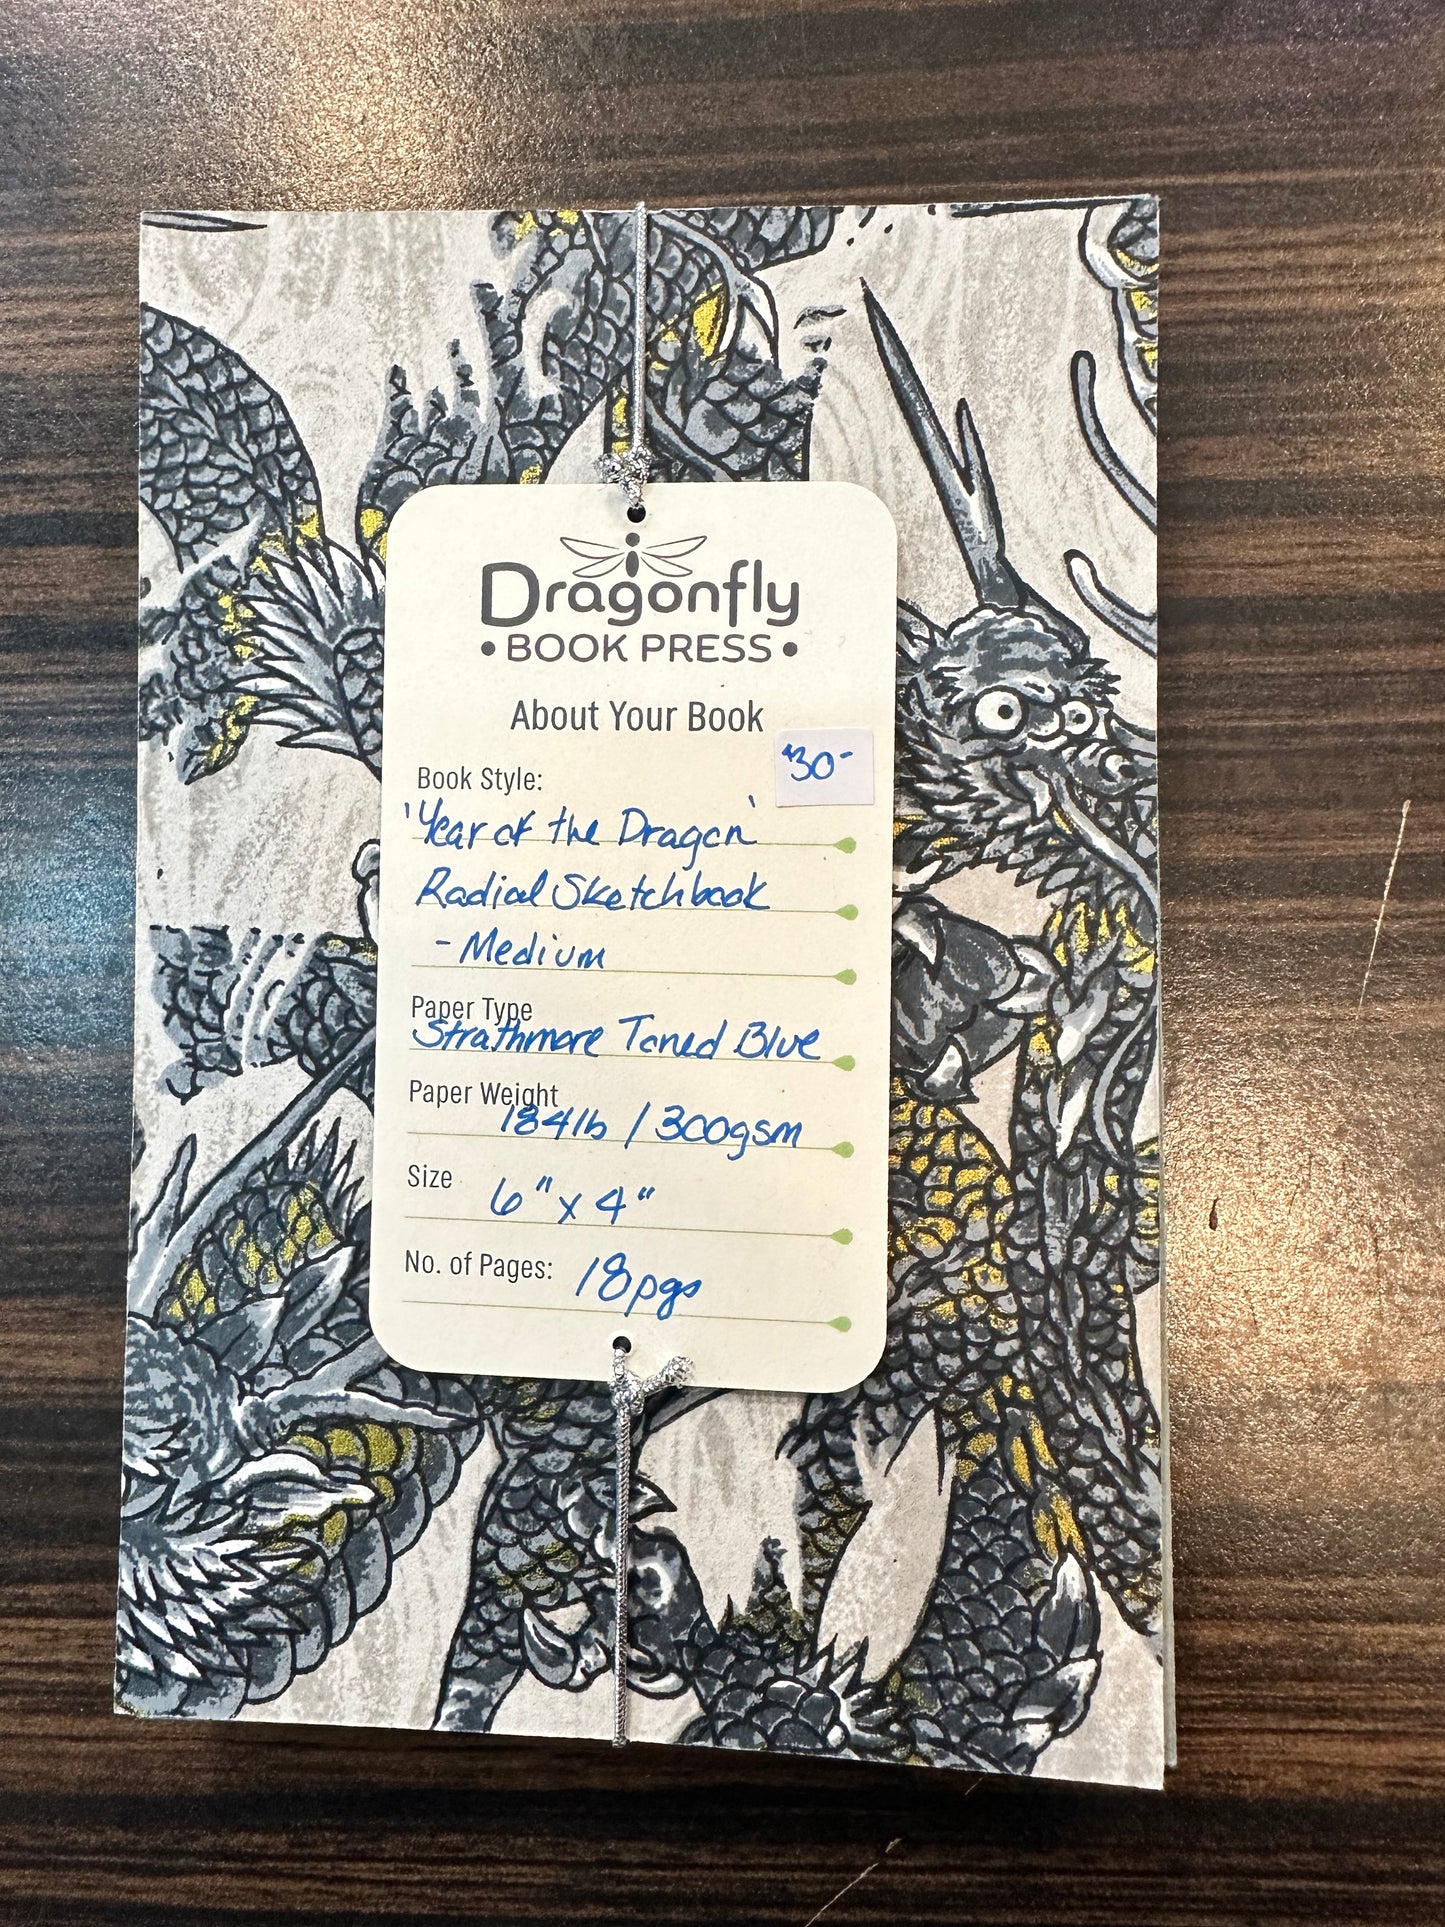 Dragonfly
• BOOK PRESS •
About Your Book
$30-
Book Style:
'Year of the Dragon'
Radial Sketchbook
- Medium
Paper Type
Strathmore Toned Blue
Paper Weight
184lb / 300gsm
Size
6" x 4"
No. of Pages: 18pgs